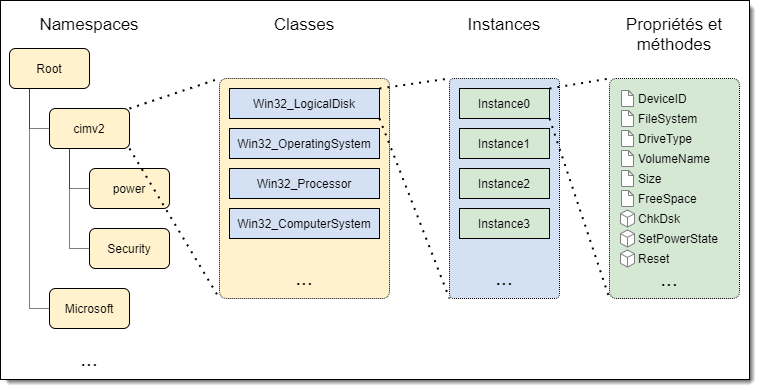 Namespaces
Classes
Instances
Propriétés et
méthodes
Root
cimv2
power
Security
Microsoft
...
Win32_LogicalDisk
Win32_OperatingSystem
Win32_Processor
Win32_ComputerSystem
...
Instance0
Instance1
Instance2
Instance3
...
DeviceID
FileSystem
DriveType
VolumeName
Size
FreeSpace
ChkDsk
SetPowerState
Reset
...